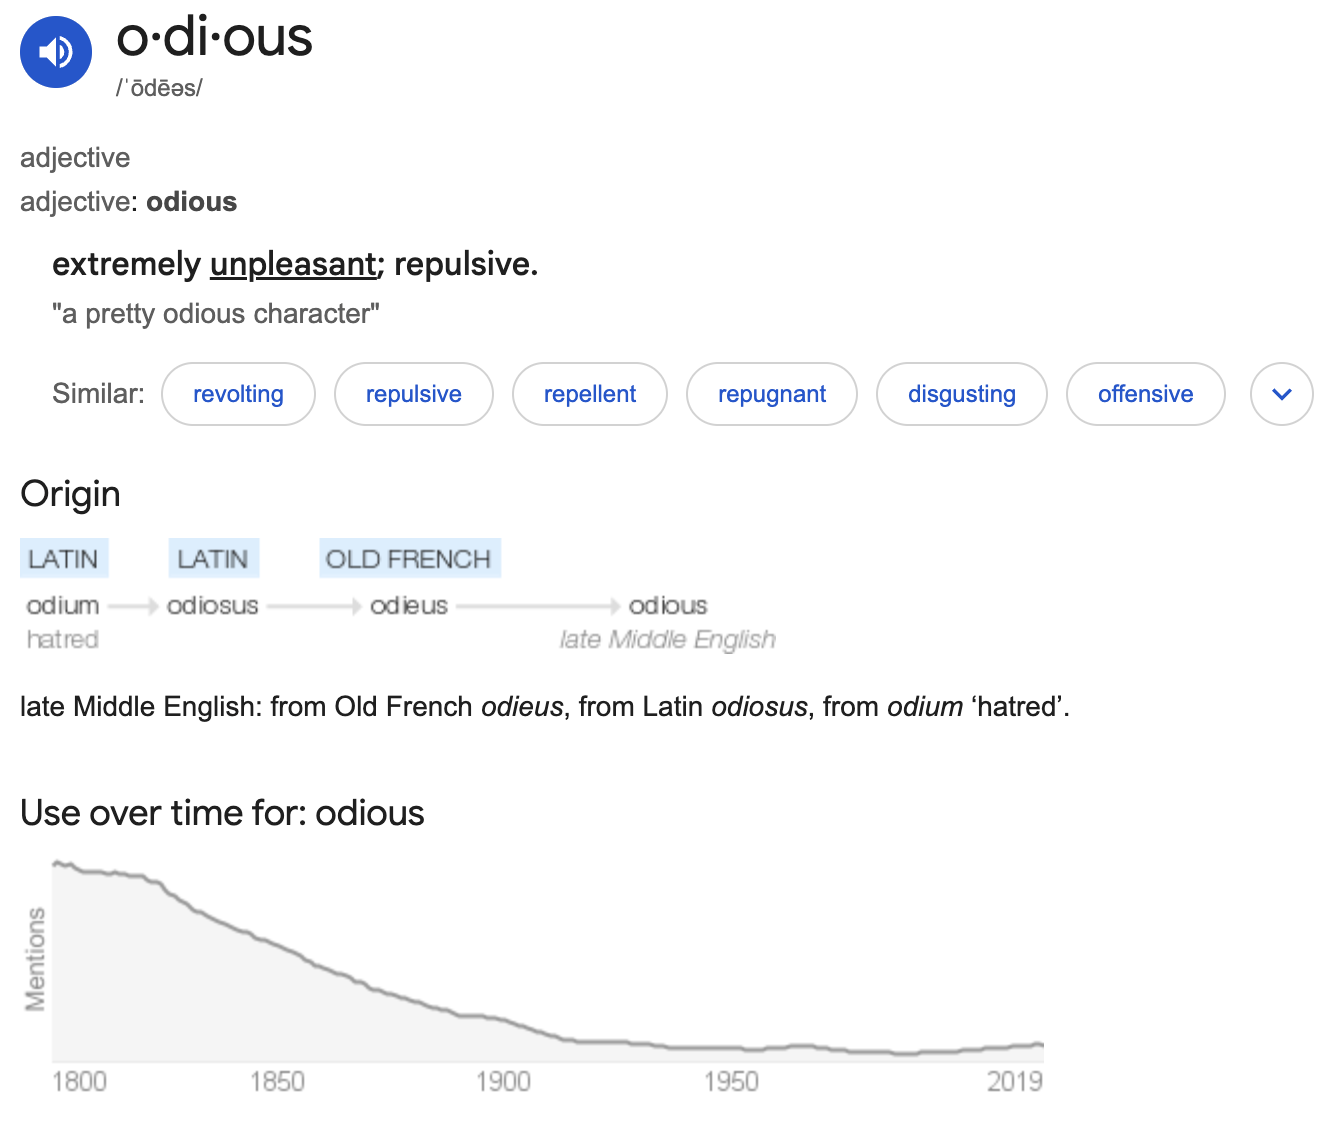 o·di·ous
/ˈōdēəs/
adjective
adjective: odious
extremely unpleasant; repulsive.
"a pretty odious character"
Similar: revolting repulsive repellent repugnant disgusting offensive
Origin
LATIN LATIN OLD FRENCH
odium odiosus odieus odious
hatred late Middle English
late Middle English: from Old French odieus, from Latin odiosus, from odium ‘hatred’.
Use over time for: odious
Mentions
1800 1850 1900 1950 2019